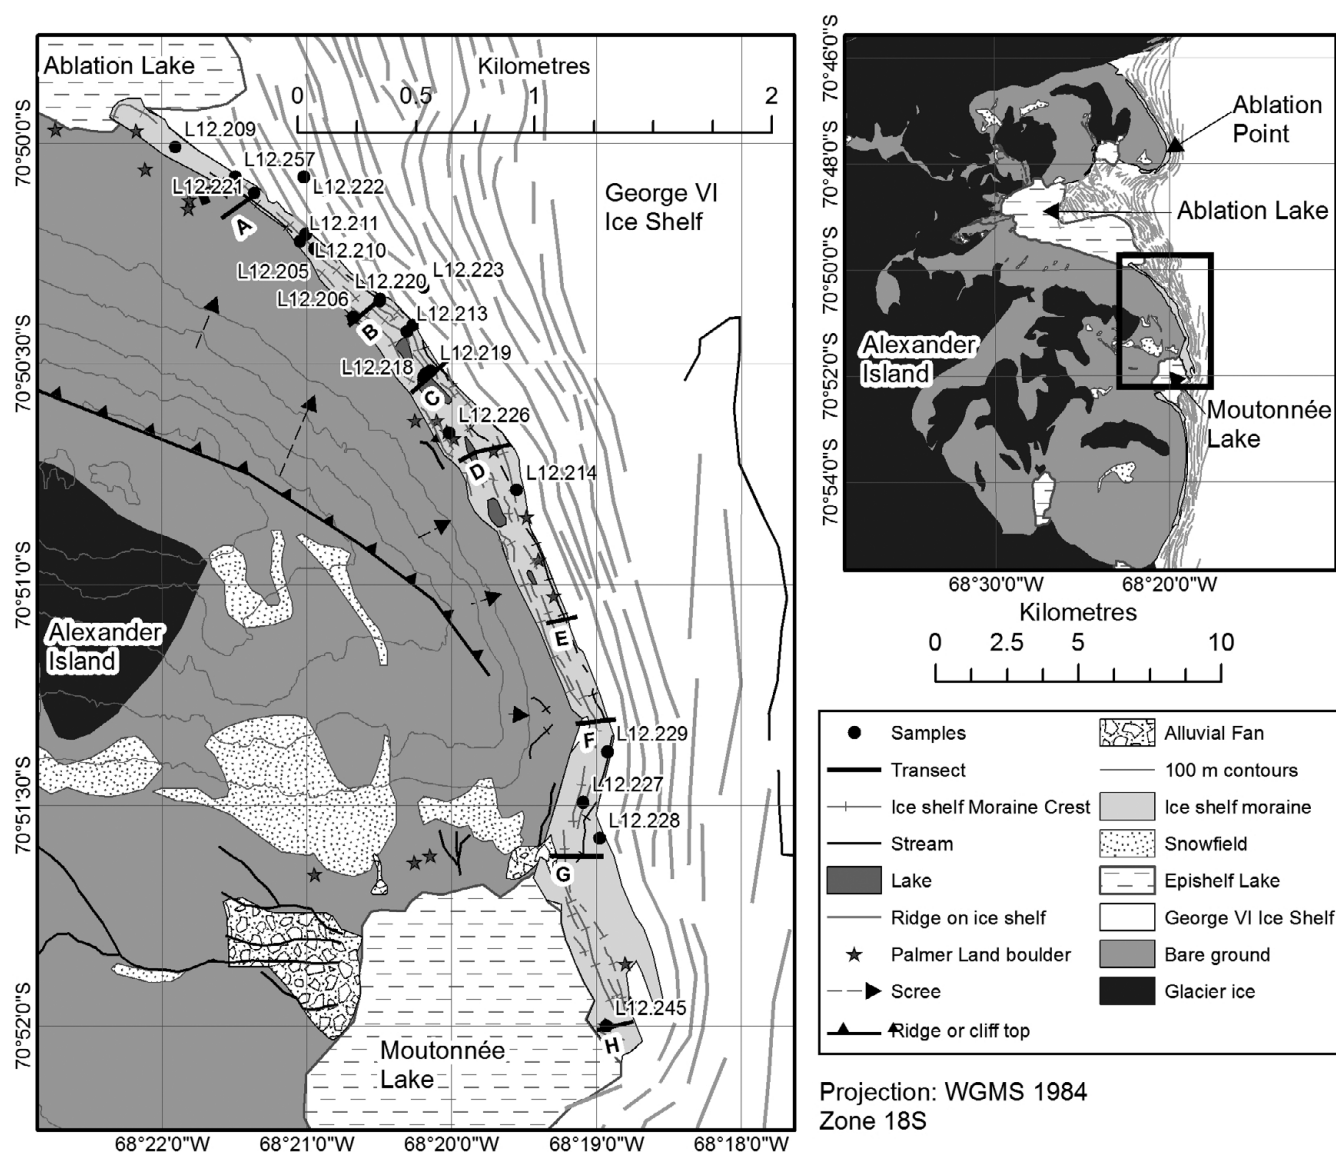 Ablation Lake
Kilometres
0 0.5 1 2
L12.209
L12.257
L12.221
L12.222
A
L12.211
L12.210
L12.205
L12.220
L12.223
L12.206
L12.213
B
L12.219
L12.218
C
L12.226
D
L12.214
E
F
L12.229
L12.227
L12.228
G
L12.245
H
George VI
Ice Shelf
Alexander
Island
Moutonnée
Lake
70°50'0"S
70°50'30"S
70°51'0"S
70°51'30"S
70°52'0"S
68°22'0"W 68°21'0"W 68°20'0"W 68°19'0"W 68°18'0"W
70°46'0"S
70°48'0"S
70°50'0"S
70°52'0"S
70°54'0"S
Ablation
Point
Ablation Lake
Alexander
Island
Moutonnée
Lake
68°30'0"W 68°20'0"W
Kilometres
0 2.5 5 10
Samples
Transect
Ice shelf Moraine Crest
Stream
Lake
Ridge on ice shelf
Palmer Land boulder
Scree
Ridge or cliff top
Alluvial Fan
100 m contours
Ice shelf moraine
Snowfield
Epishelf Lake
George VI Ice Shelf
Bare ground
Glacier ice
Projection: WGMS 1984
Zone 18S